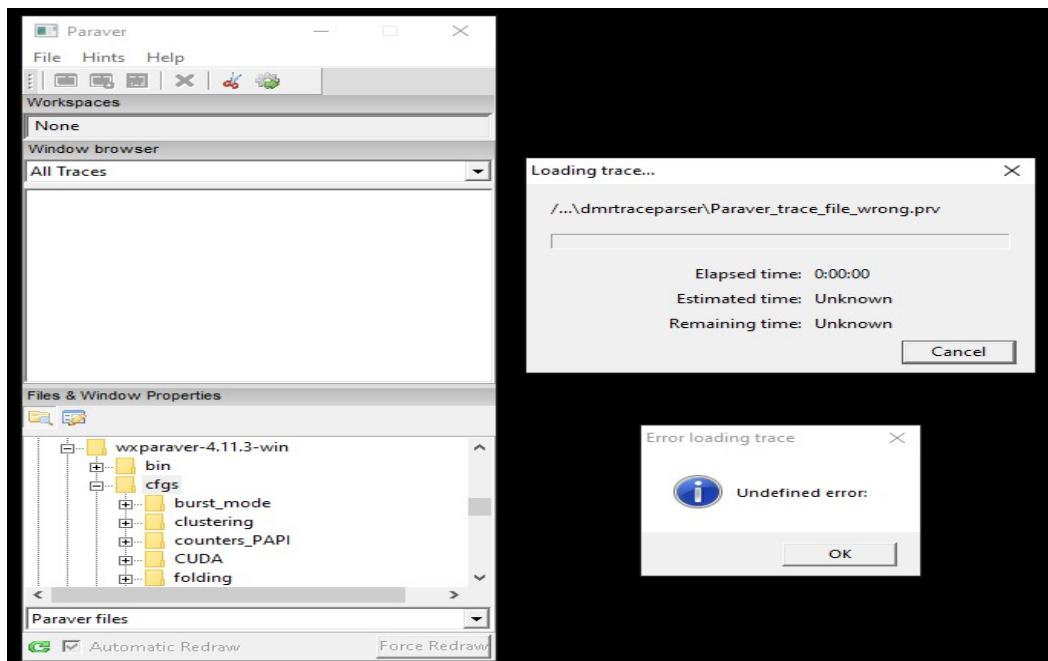 Paraver
File Hints Help
Workspaces
None
Window browser
All Traces
Files & Window Properties
wxparaver-4.11.3-win
bin
cfgs
burst_mode
clustering
counters_PAPI
CUDA
folding
Paraver files
Automatic Redraw Force Redraw
Loading trace...
/...\dmrtraceparser\Paraver_trace_file_wrong.prv
Elapsed time: 0:00:00
Estimated time: Unknown
Remaining time: Unknown
Cancel
Error loading trace
Undefined error:
OK